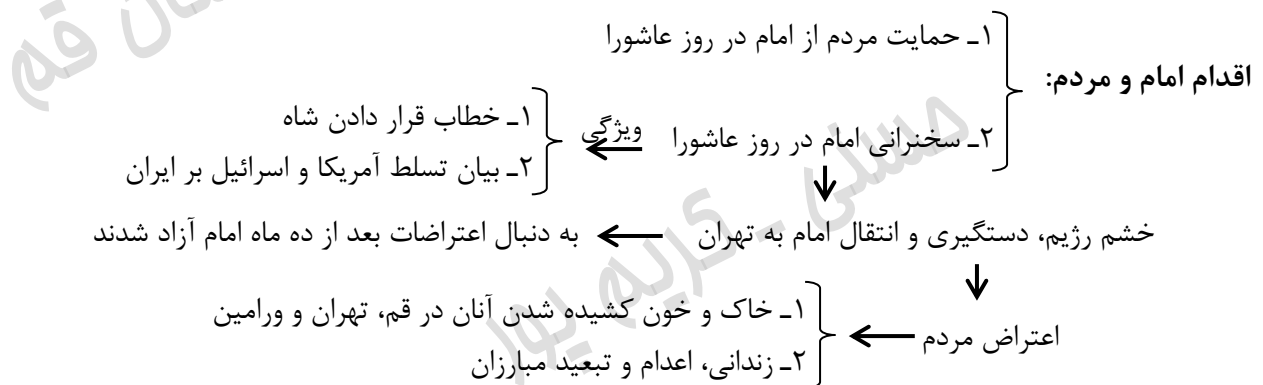 ۱ـ حمایت مردم از امام در روز عاشورا
اقدام امام و مردم:
۲ـ سخنرانی امام در روز عاشورا
ویژگی
۱ـ خطاب قرار دادن شاه
۲ـ بیان تسلط آمریکا و اسرائیل بر ایران
خشم رژیم، دستگیری و انتقال امام به تهران
به دنبال اعتراضات بعد از ده ماه امام آزاد شدند
اعتراض مردم
۱ـ خاک و خون کشیده شدن آنان در قم، تهران و ورامین
۲ـ زندانی، اعدام و تبعید مبارزان